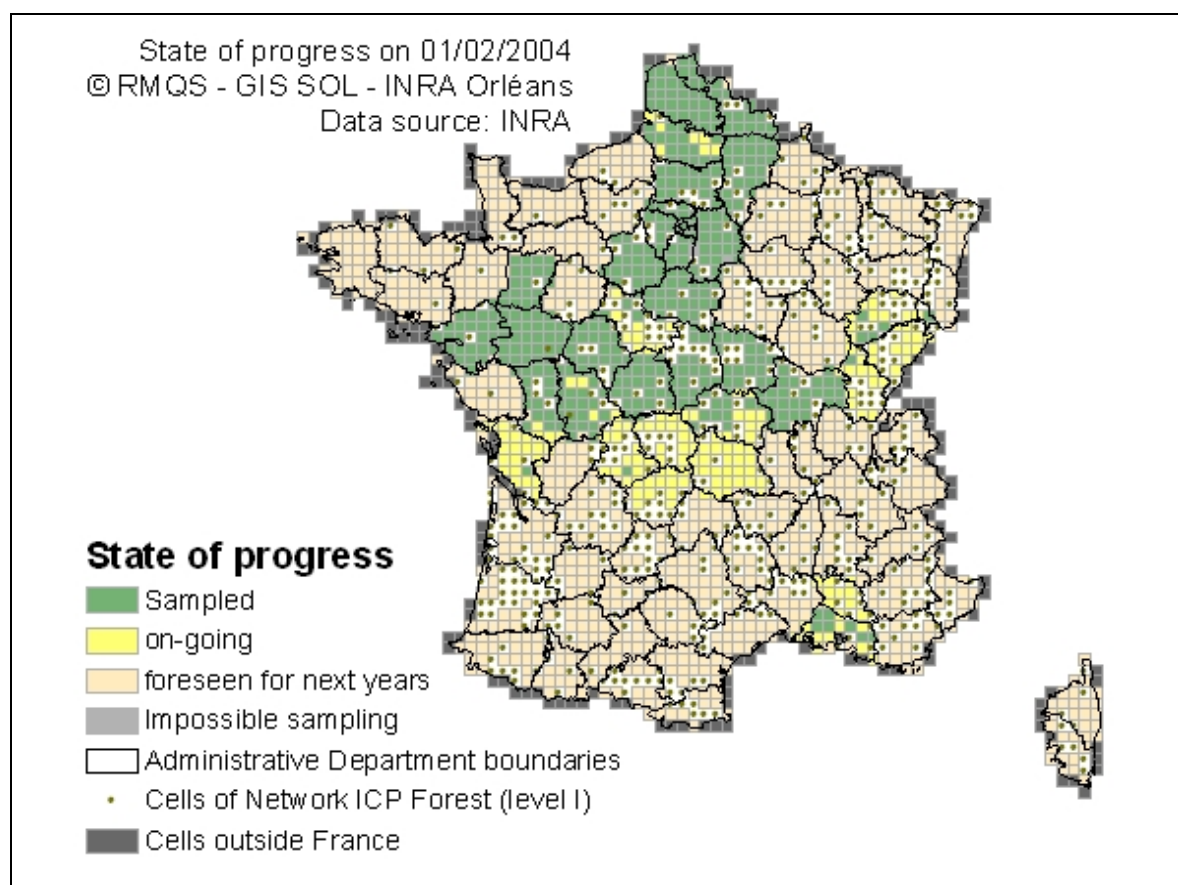 State of progress on 01/02/2004
© RMQS - GIS SOL - INRA Orléans
Data source: INRA
State of progress
Sampled
on-going
foreseen for next years
Impossible sampling
Administrative Department boundaries
Cells of Network ICP Forest (level I)
Cells outside France